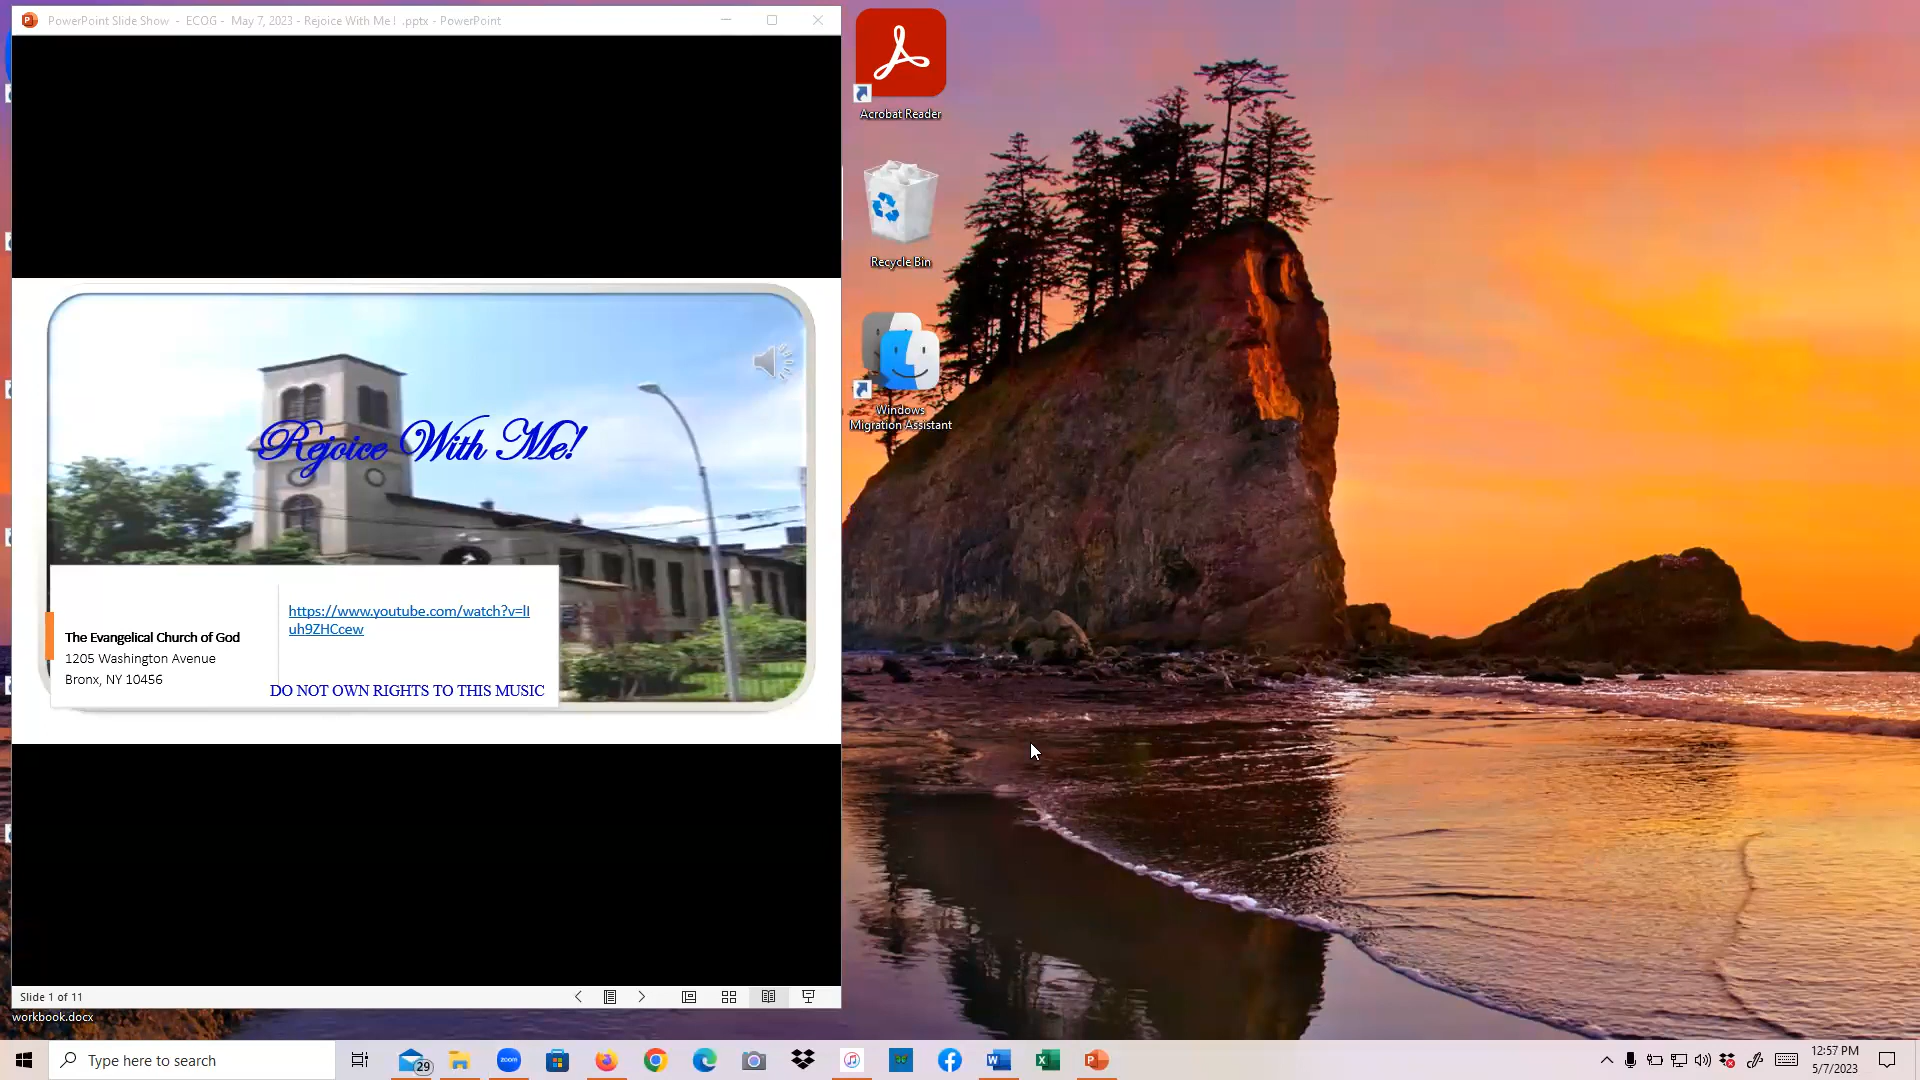 PowerPoint Slide Show - ECOG - May 7, 2023 - Rejoice With Me! .pptx - PowerPoint
Acrobat Reader
Recycle Bin
Windows
Migration Assistant
Rejoice With Me!
https://www.youtube.com/watch?v=lI
uh9ZHCcew
The Evangelical Church of God
1205 Washington Avenue
Bronx, NY 10456
DO NOT OWN RIGHTS TO THIS MUSIC
Slide 1 of 11
workbook.docx
Type here to search
29
zoom
12:57 PM
5/7/2023